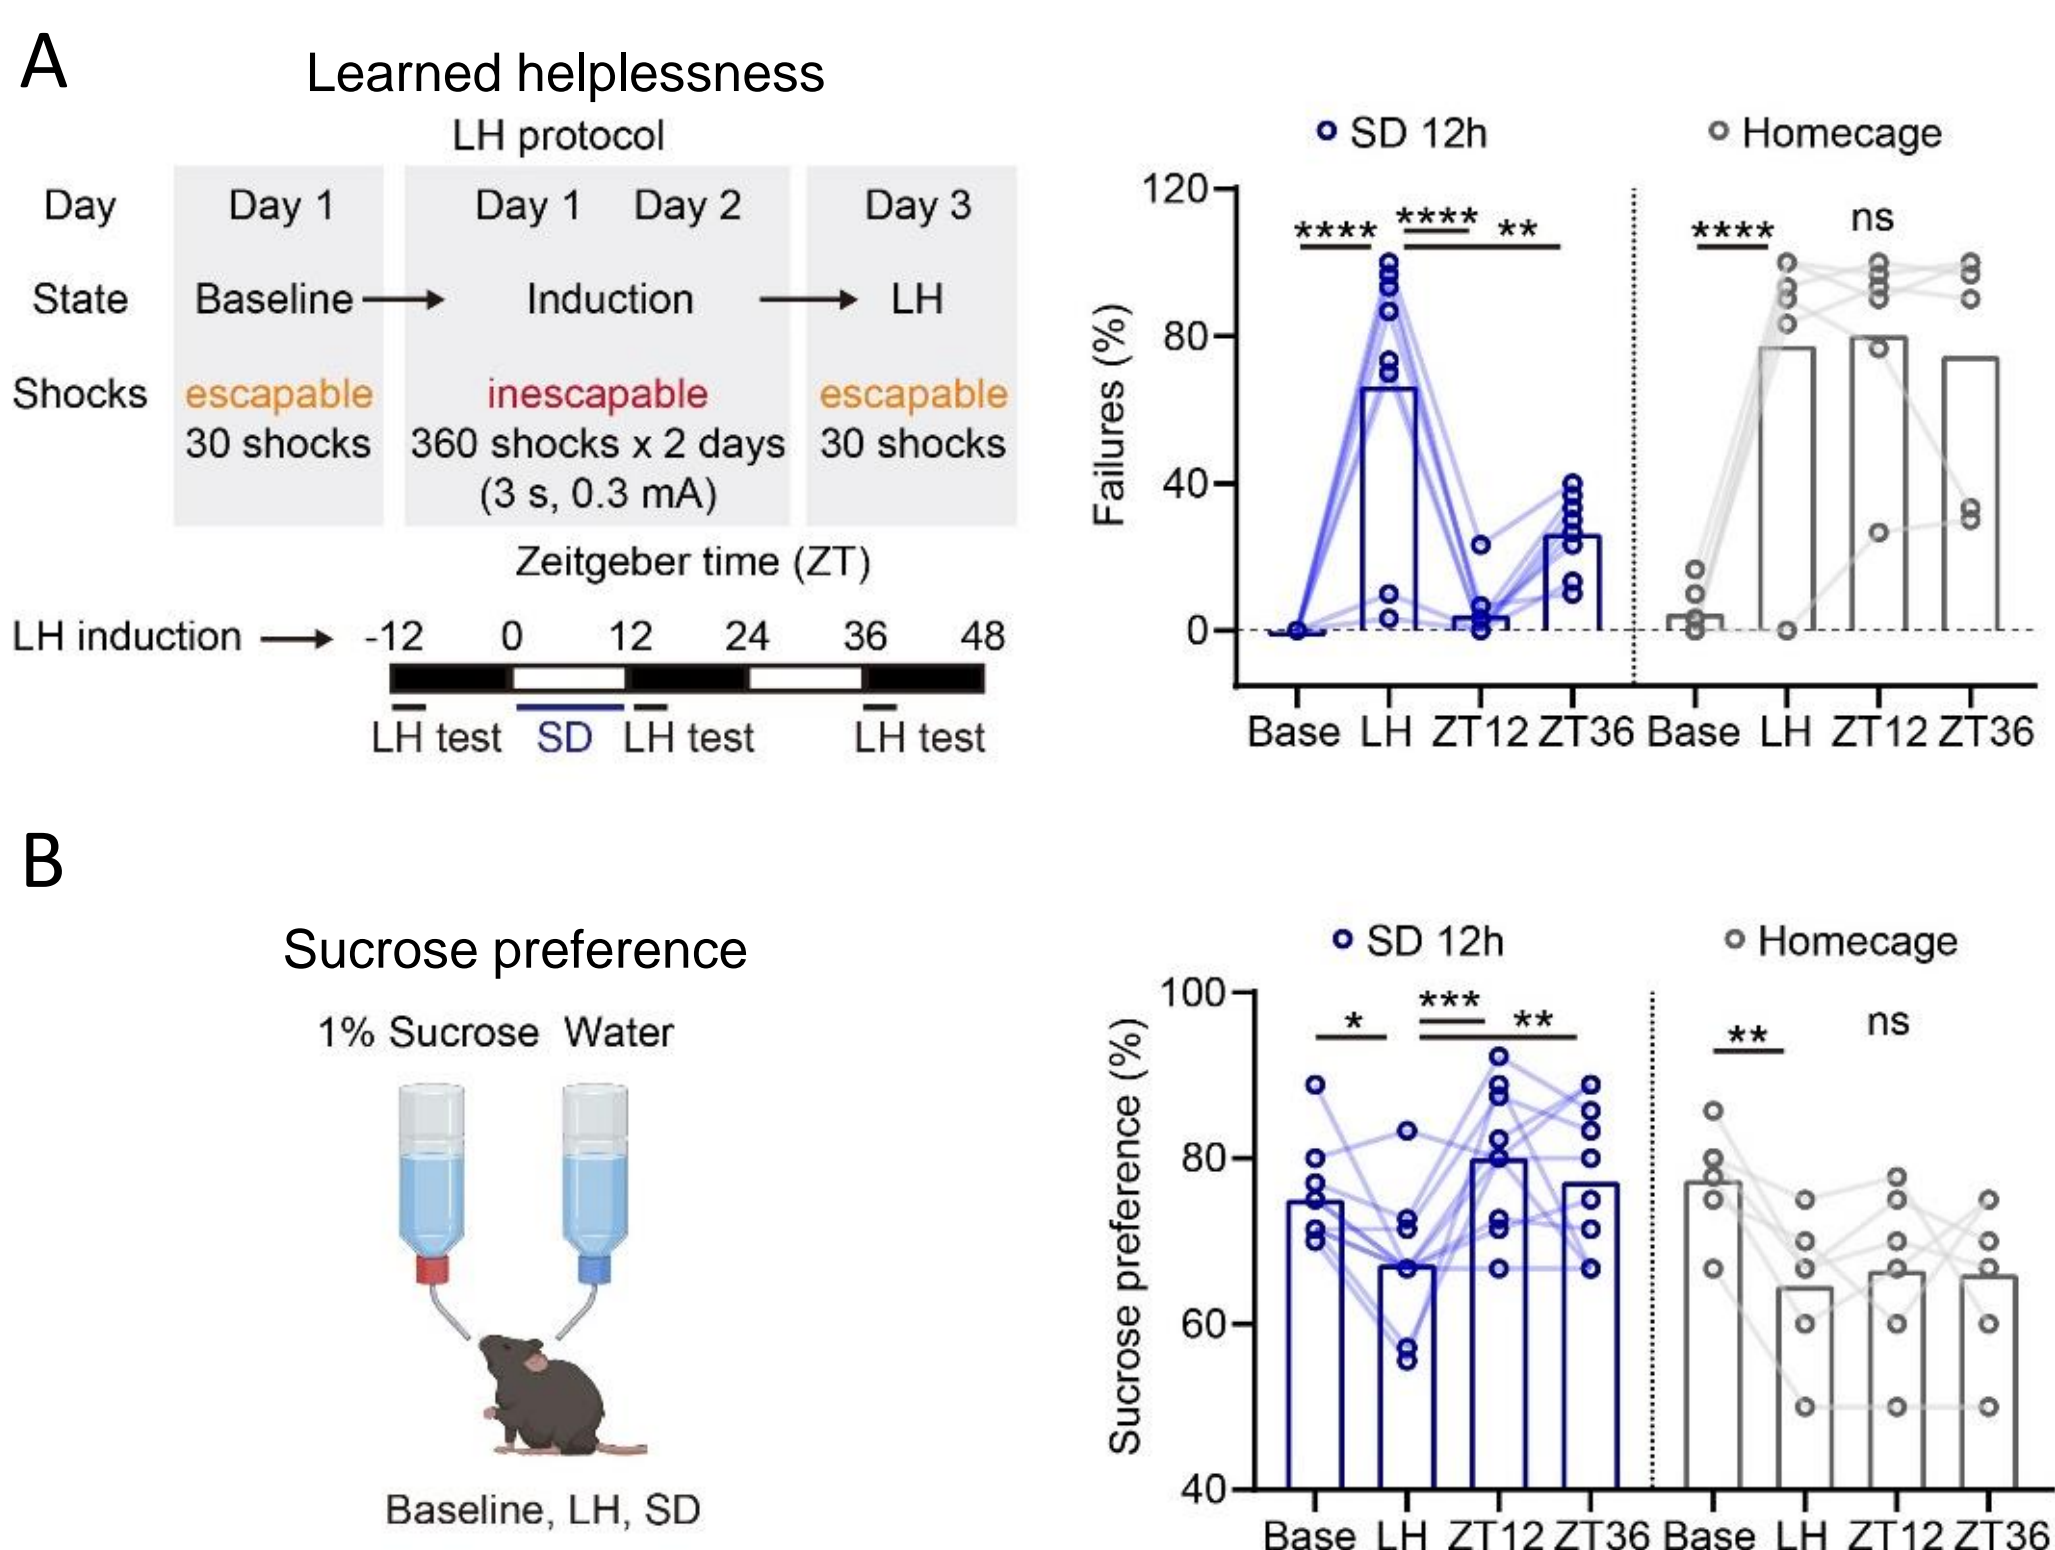 A
Learned helplessness
LH protocol
Day Day 1 Day 1 Day 2 Day 3
State Baseline Induction LH
Shocks escapable inescapable escapable
30 shocks 360 shocks x 2 days 30 shocks
(3 s, 0.3 mA)
Zeitgeber time (ZT)
LH induction -12 0 12 24 36 48
LH test SD LH test LH test
SD 12h Homecage
120
80
40
0
Failures (%)
**** **** ** **** ns
Base LH ZT12 ZT36 Base LH ZT12 ZT36
B
Sucrose preference
1% Sucrose Water
Baseline, LH, SD
SD 12h Homecage
100
80
60
40
Sucrose preference (%)
* *** ** ** ns
Base LH ZT12 ZT36 Base LH ZT12 ZT36